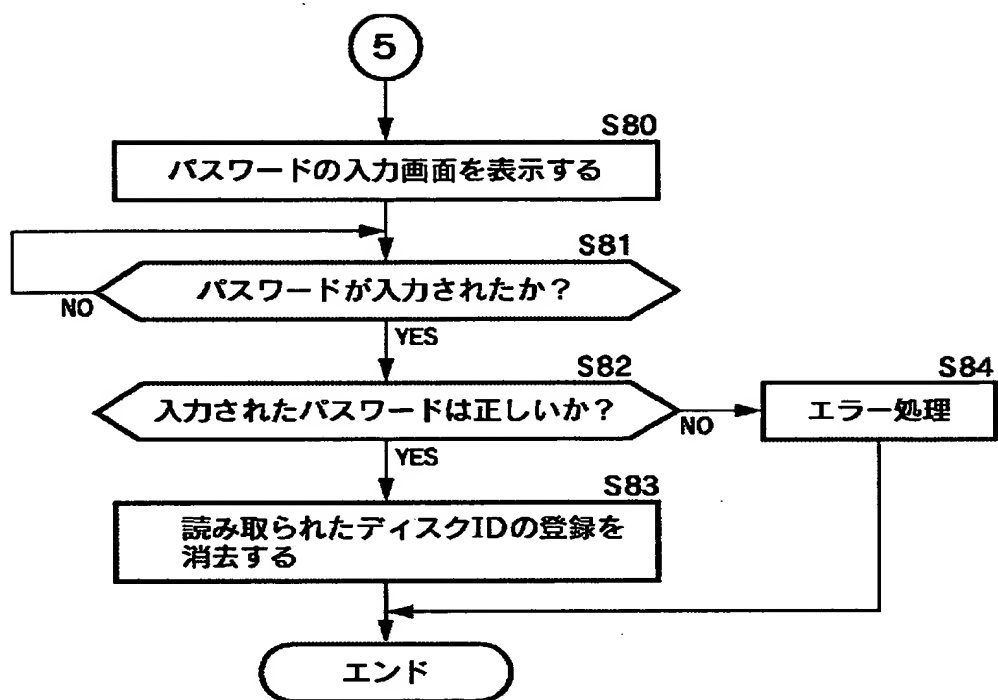 5
S80
パスワードの入力画面を表示する
S81
パスワードが入力されたか？
NO
YES
S82
入力されたパスワードは正しいか？
NO
YES
S84
エラー処理
S83
読み取られたディスクIDの登録を
消去する
エンド